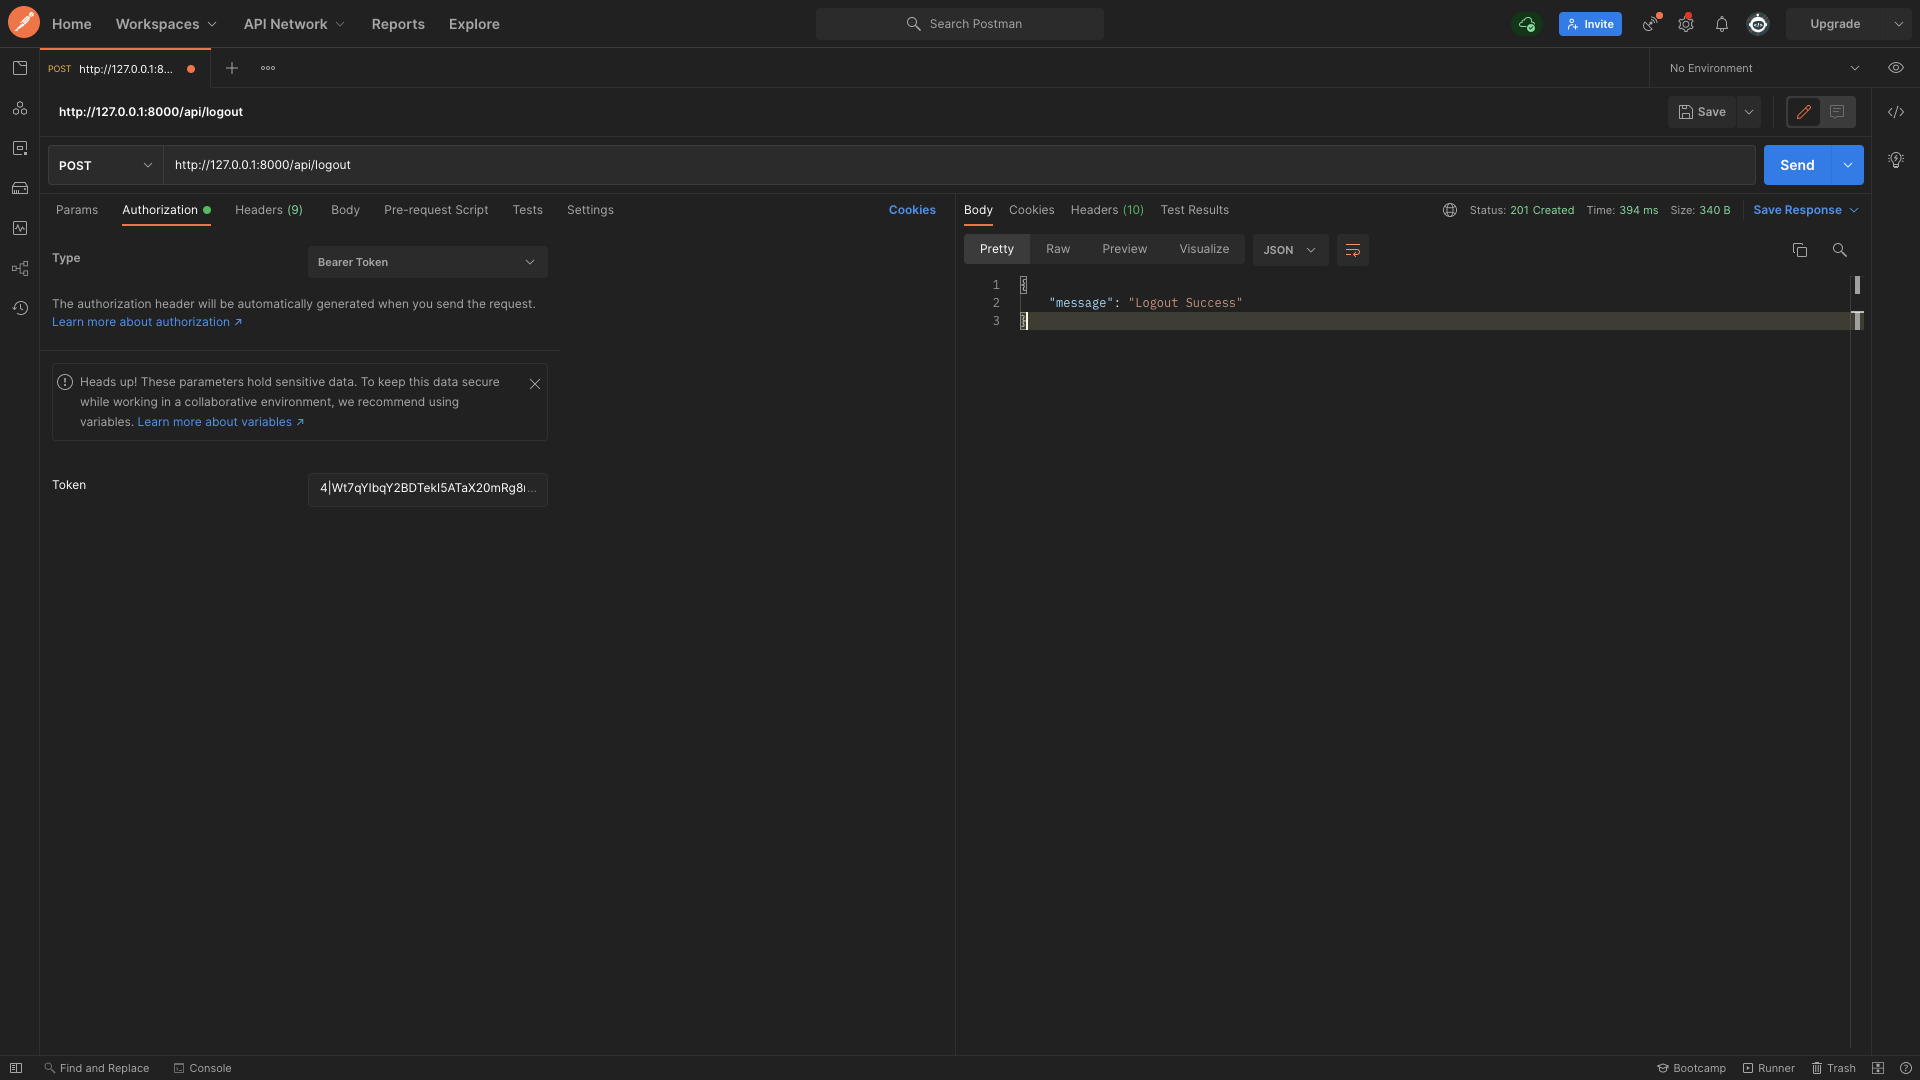 Home Workspaces API Network Reports Explore Search Postman Invite Upgrade
POST http://127.0.0.1:8... No Environment
http://127.0.0.1:8000/api/logout Save
POST http://127.0.0.1:8000/api/logout Send
Params Authorization Headers (9) Body Pre-request Script Tests Settings Cookies
Body Cookies Headers (10) Test Results Status: 201 Created Time: 394 ms Size: 340 B Save Response
Type Bearer Token
The authorization header will be automatically generated when you send the request.
Learn more about authorization ↗
Heads up! These parameters hold sensitive data. To keep this data secure
while working in a collaborative environment, we recommend using
variables. Learn more about variables ↗
Token 4|Wt7qYIbqY2BDTekI5ATaX20mRg8...
Pretty Raw Preview Visualize JSON
1 {
2 "message": "Logout Success"
3 }
Find and Replace Console Bootcamp Runner Trash